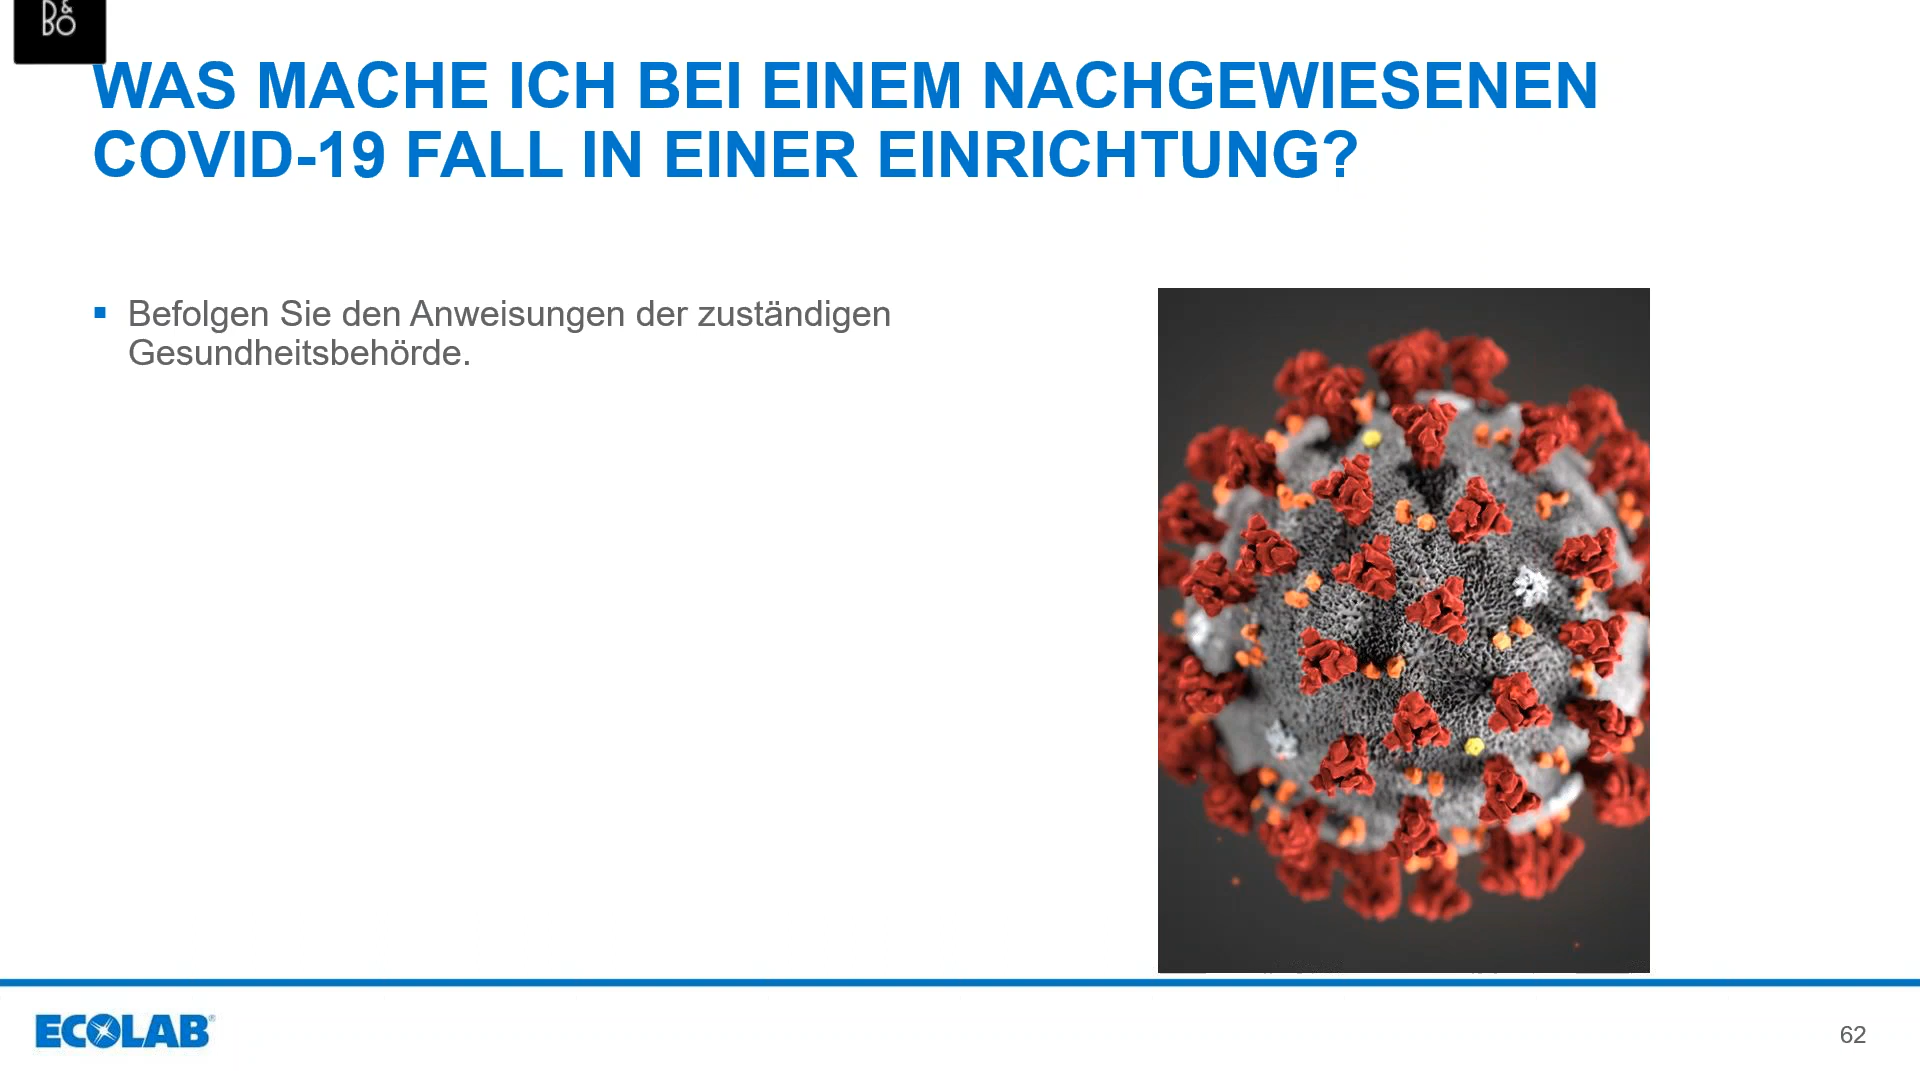 B&O
WAS MACHE ICH BEI EINEM NACHGEWIESENEN
COVID-19 FALL IN EINER EINRICHTUNG?
Befolgen Sie den Anweisungen der zuständigen
Gesundheitsbehörde.
ECOLAB®
62